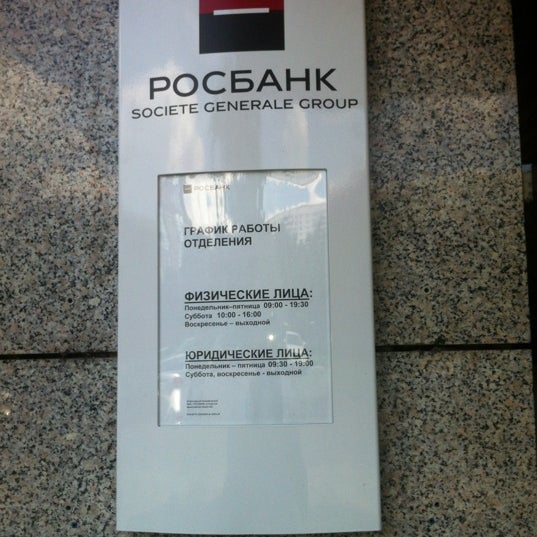 РОСБАНК
SOCIETE GENERALE GROUP
РОСБАНК
ГРАФИК РАБОТЫ
ОТДЕЛЕНИЯ
ФИЗИЧЕСКИЕ ЛИЦА:
Понедельник–пятница 09:00 - 19:30
Суббота 10:00 - 16:00
Воскресенье – выходной
ЮРИДИЧЕСКИЕ ЛИЦА:
Понедельник – пятница 09:30 - 19:00
Суббота, воскресенье - выходной